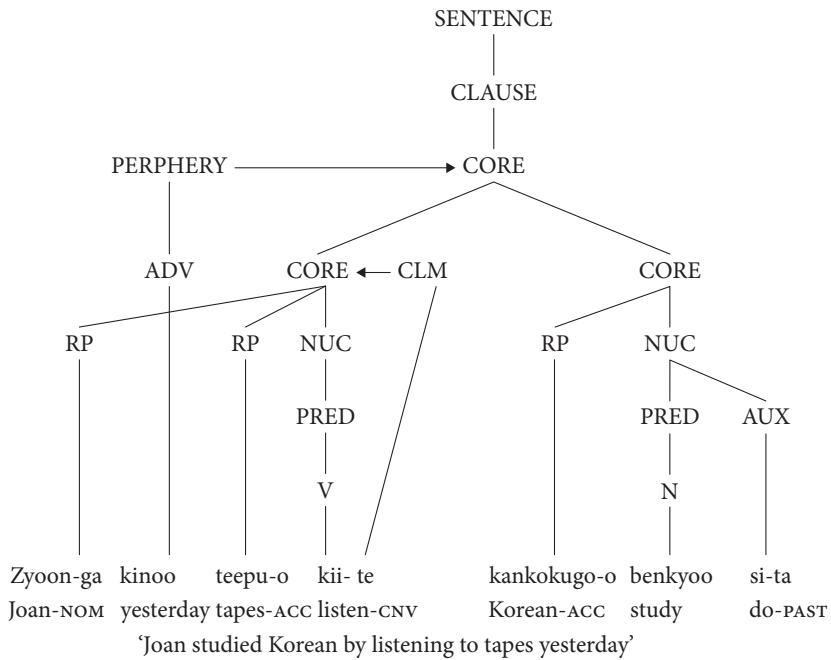 SENTENCE
CLAUSE
PERPHERY CORE
ADV CORE CLM CORE
RP RP NUC RP NUC
PRED PRED AUX
V N
Zyoon-ga kinoo teepu-o kii- te kankokugo-o benkyoo si-ta
Joan-NOM yesterday tapes-ACC listen-CNV Korean-ACC study do-PAST
‘Joan studied Korean by listening to tapes yesterday’